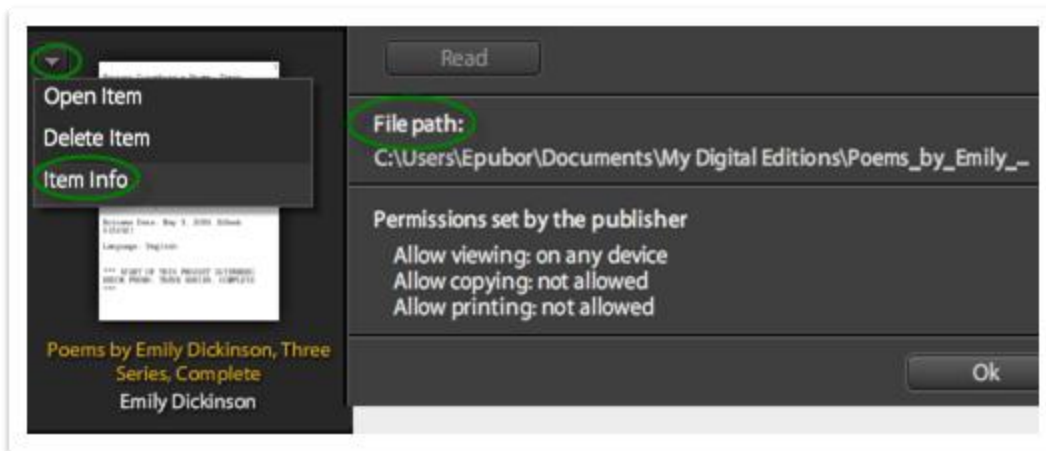 Open Item
Delete Item
Item Info
Language: English
Poems by Emily Dickinson, Three
Series, Complete
Emily Dickinson
Read
File path:
C:\Users\Epubor\Documents\My Digital Editions\Poems_by_Emily_...
Permissions set by the publisher
Allow viewing: on any device
Allow copying: not allowed
Allow printing: not allowed
Ok